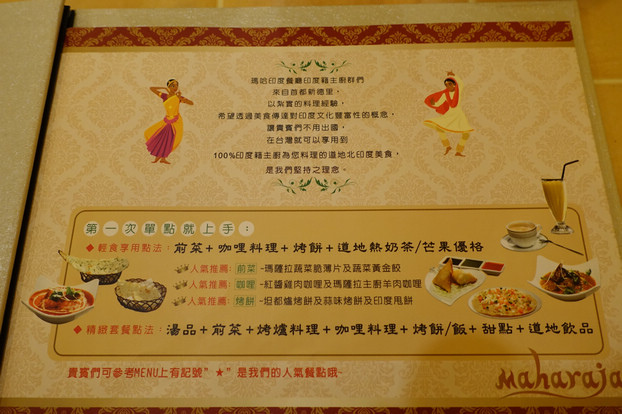 瑪哈印度餐廳印度籍主廚群們
來自首都新德里，
以紮實的料理經驗，
希望透過美食傳達對印度文化豐富性的概念，
讓貴賓們不用出國，
在台灣就可以享用到
100%印度籍主廚為您料理的道地北印度美食，
是我們堅持之理念。
第一次單點就上手：
◆輕食享用點法：前菜＋咖哩料理＋烤餅＋道地熱奶茶/芒果優格
人氣推薦：前菜-瑪薩拉蔬菜脆薄片及蔬菜黃金餃
人氣推薦：咖哩-紅醬雞肉咖哩及瑪薩拉主廚羊肉咖哩
人氣推薦：烤餅-坦都爐烤餅及蒜味烤餅及印度甩餅
◆精緻套餐點法：湯品＋前菜＋烤爐料理＋咖哩料理＋烤餅/飯＋甜點＋道地飲品
貴賓們可參考MENU上有記號"★"是我們的人氣餐點哦~
maharaja